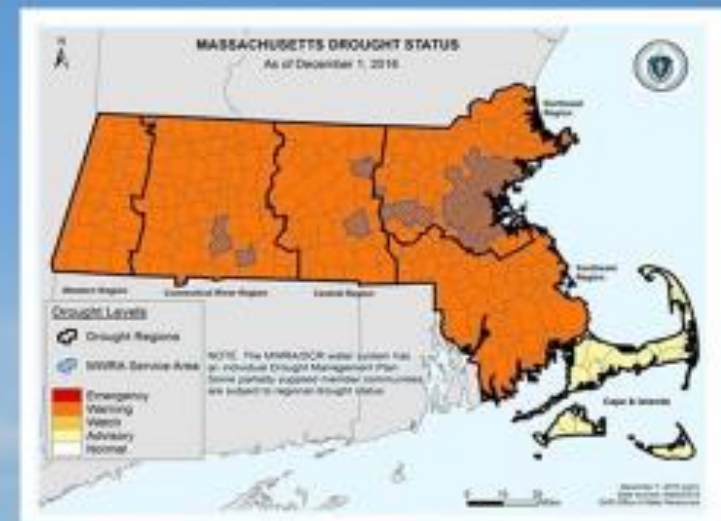 MASSACHUSETTS DROUGHT STATUS
As of December 1, 2016
N
Northeast
Region
Southeast
Region
Western Region
Connecticut River Region
Central Region
Cape & Islands
Drought Levels
Drought Regions
MWRA Service Area
NOTE: The MWRA/DCR water system has
an individual Drought Management Plan
Some partially supplied member communities
are subject to regional drought status
Emergency
Warning
Watch
Advisory
Normal